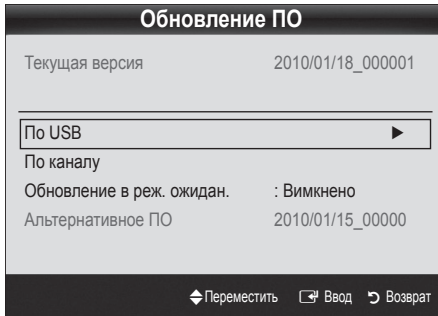 Обновление ПО
Текущая версия 2010/01/18_000001
По USB ▶
По каналу
Обновление в реж. ожидан. : Вимкнено
Альтернативное ПО 2010/01/15_00000
Переместить Ввод Возврат